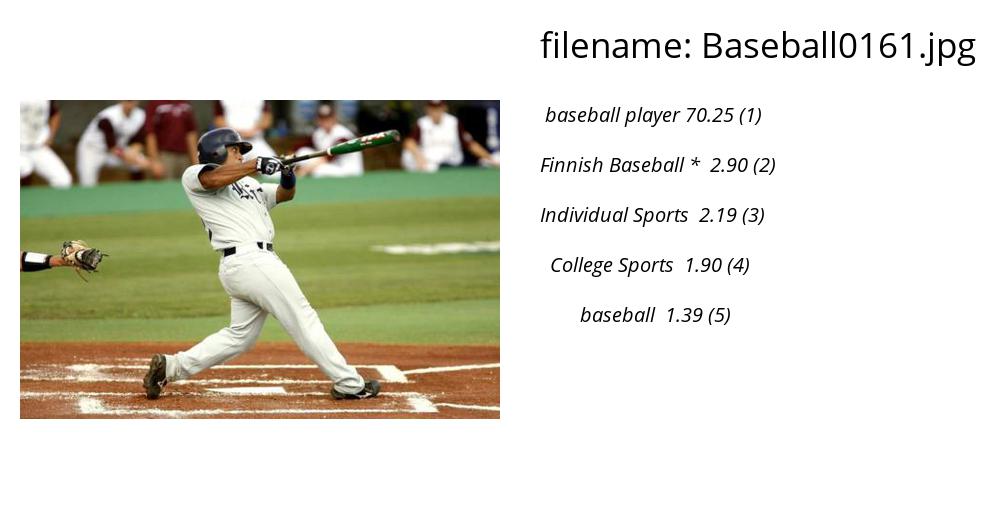 filename: Baseball0161.jpg
baseball player 70.25 (1)
Finnish Baseball * 2.90 (2)
Individual Sports 2.19 (3)
College Sports 1.90 (4)
baseball 1.39 (5)